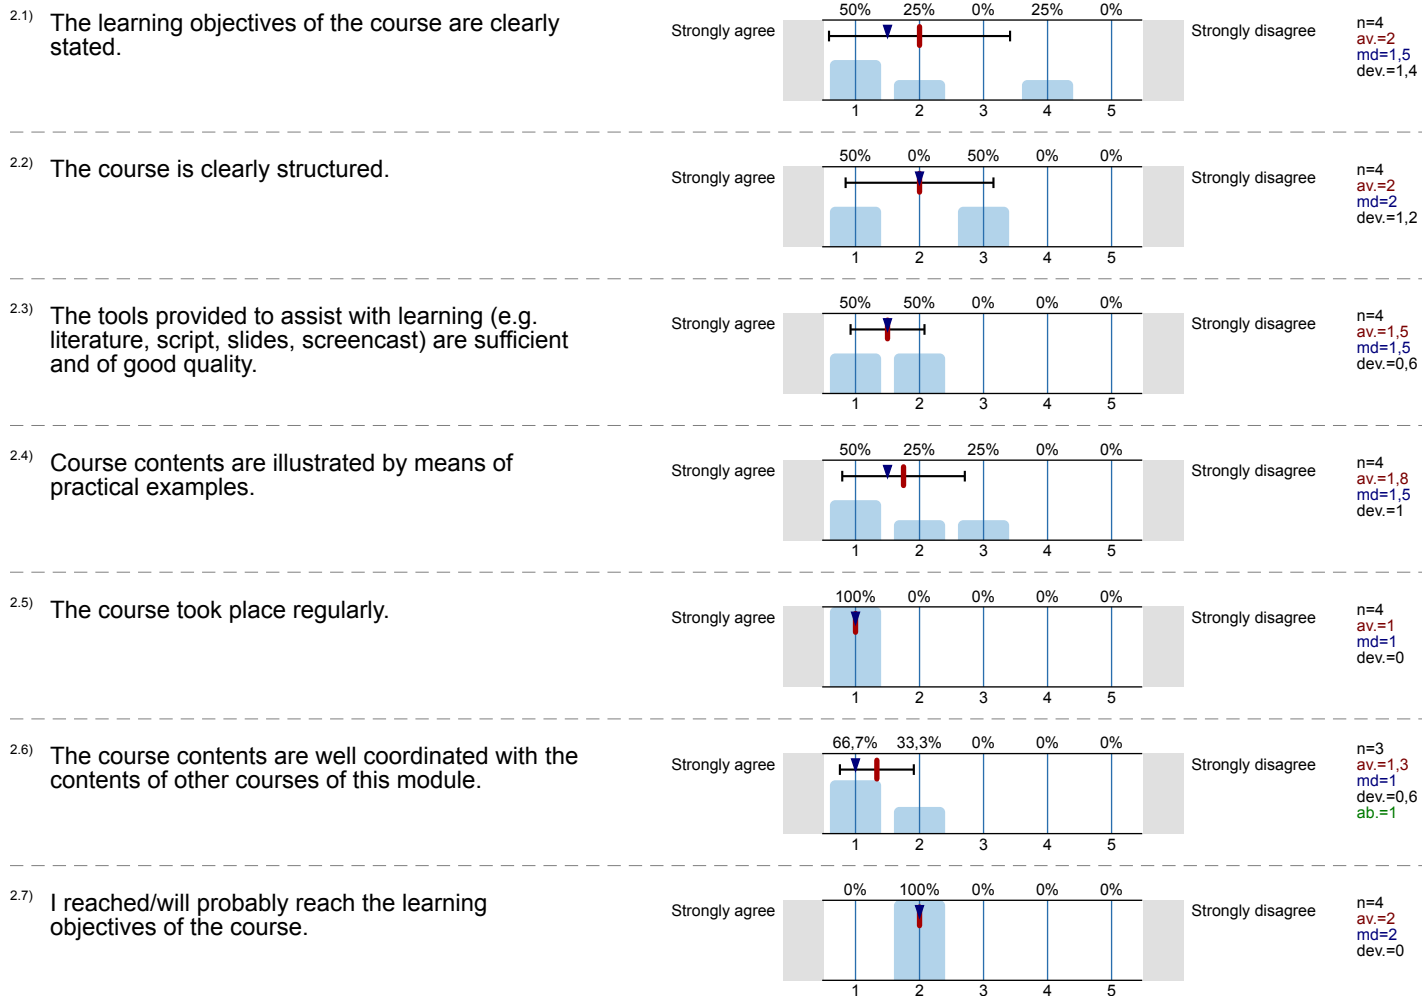 2.1) The learning objectives of the course are clearly
stated.
Strongly agree
50% 25% 0% 25% 0%
1 2 3 4 5
Strongly disagree
n=4
av.=2
md=1,5
dev.=1,4
2.2) The course is clearly structured.
Strongly agree
50% 0% 50% 0% 0%
1 2 3 4 5
Strongly disagree
n=4
av.=2
md=2
dev.=1,2
2.3) The tools provided to assist with learning (e.g.
literature, script, slides, screencast) are sufficient
and of good quality.
Strongly agree
50% 50% 0% 0% 0%
1 2 3 4 5
Strongly disagree
n=4
av.=1,5
md=1,5
dev.=0,6
2.4) Course contents are illustrated by means of
practical examples.
Strongly agree
50% 25% 25% 0% 0%
1 2 3 4 5
Strongly disagree
n=4
av.=1,8
md=1,5
dev.=1
2.5) The course took place regularly.
Strongly agree
100% 0% 0% 0% 0%
1 2 3 4 5
Strongly disagree
n=4
av.=1
md=1
dev.=0
2.6) The course contents are well coordinated with the
contents of other courses of this module.
Strongly agree
66,7% 33,3% 0% 0% 0%
1 2 3 4 5
Strongly disagree
n=3
av.=1,3
md=1
dev.=0,6
ab.=1
2.7) I reached/will probably reach the learning
objectives of the course.
Strongly agree
0% 100% 0% 0% 0%
1 2 3 4 5
Strongly disagree
n=4
av.=2
md=2
dev.=0